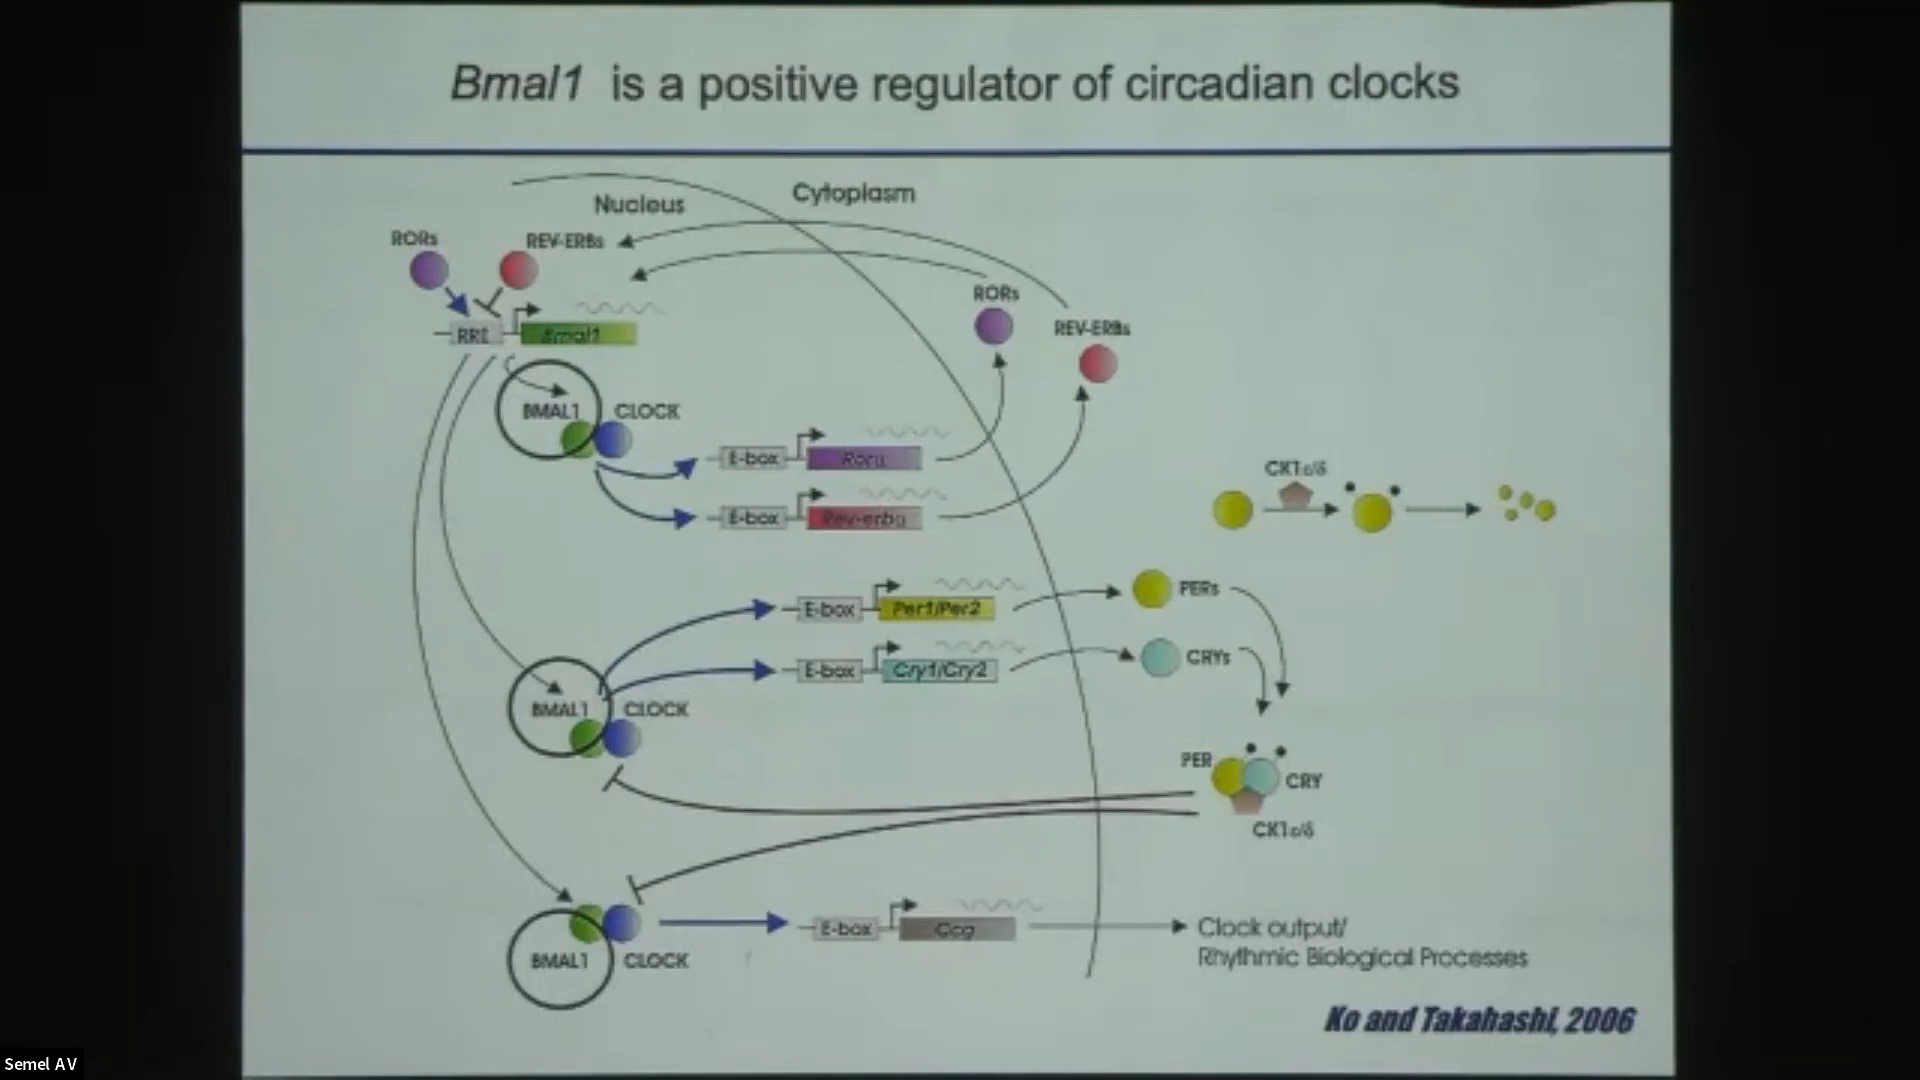 Bmal1 is a positive regulator of circadian clocks
Nucleus
Cytoplasm
RORs
REV-ERBs
RORs
REV-ERBs
RRE
Bmal1
BMAL1
CLOCK
E-box
Rora
E-box
Rev-erbα
CK1ε/δ
E-box
Per1/Per2
PERs
E-box
Cry1/Cry2
CRYs
BMAL1
CLOCK
PER
CRY
CK1ε/δ
E-box
Ccg
Clock output/
Rhythmic Biological Processes
BMAL1
CLOCK
Ko and Takahashi, 2006
Semel AV